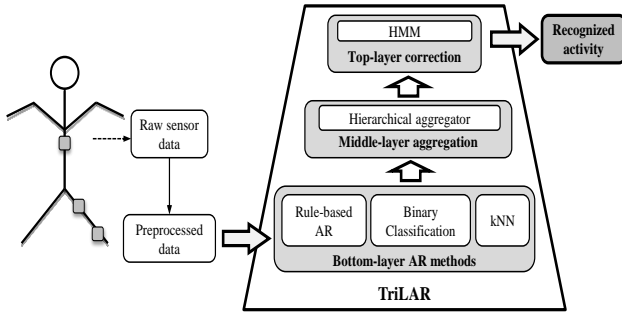 HMM
Top-layer correction
Recognized
activity
Hierarchical aggregator
Middle-layer aggregation
Raw sensor
data
Preprocessed
data
Rule-based
AR
Binary
Classification
kNN
Bottom-layer AR methods
TriLAR